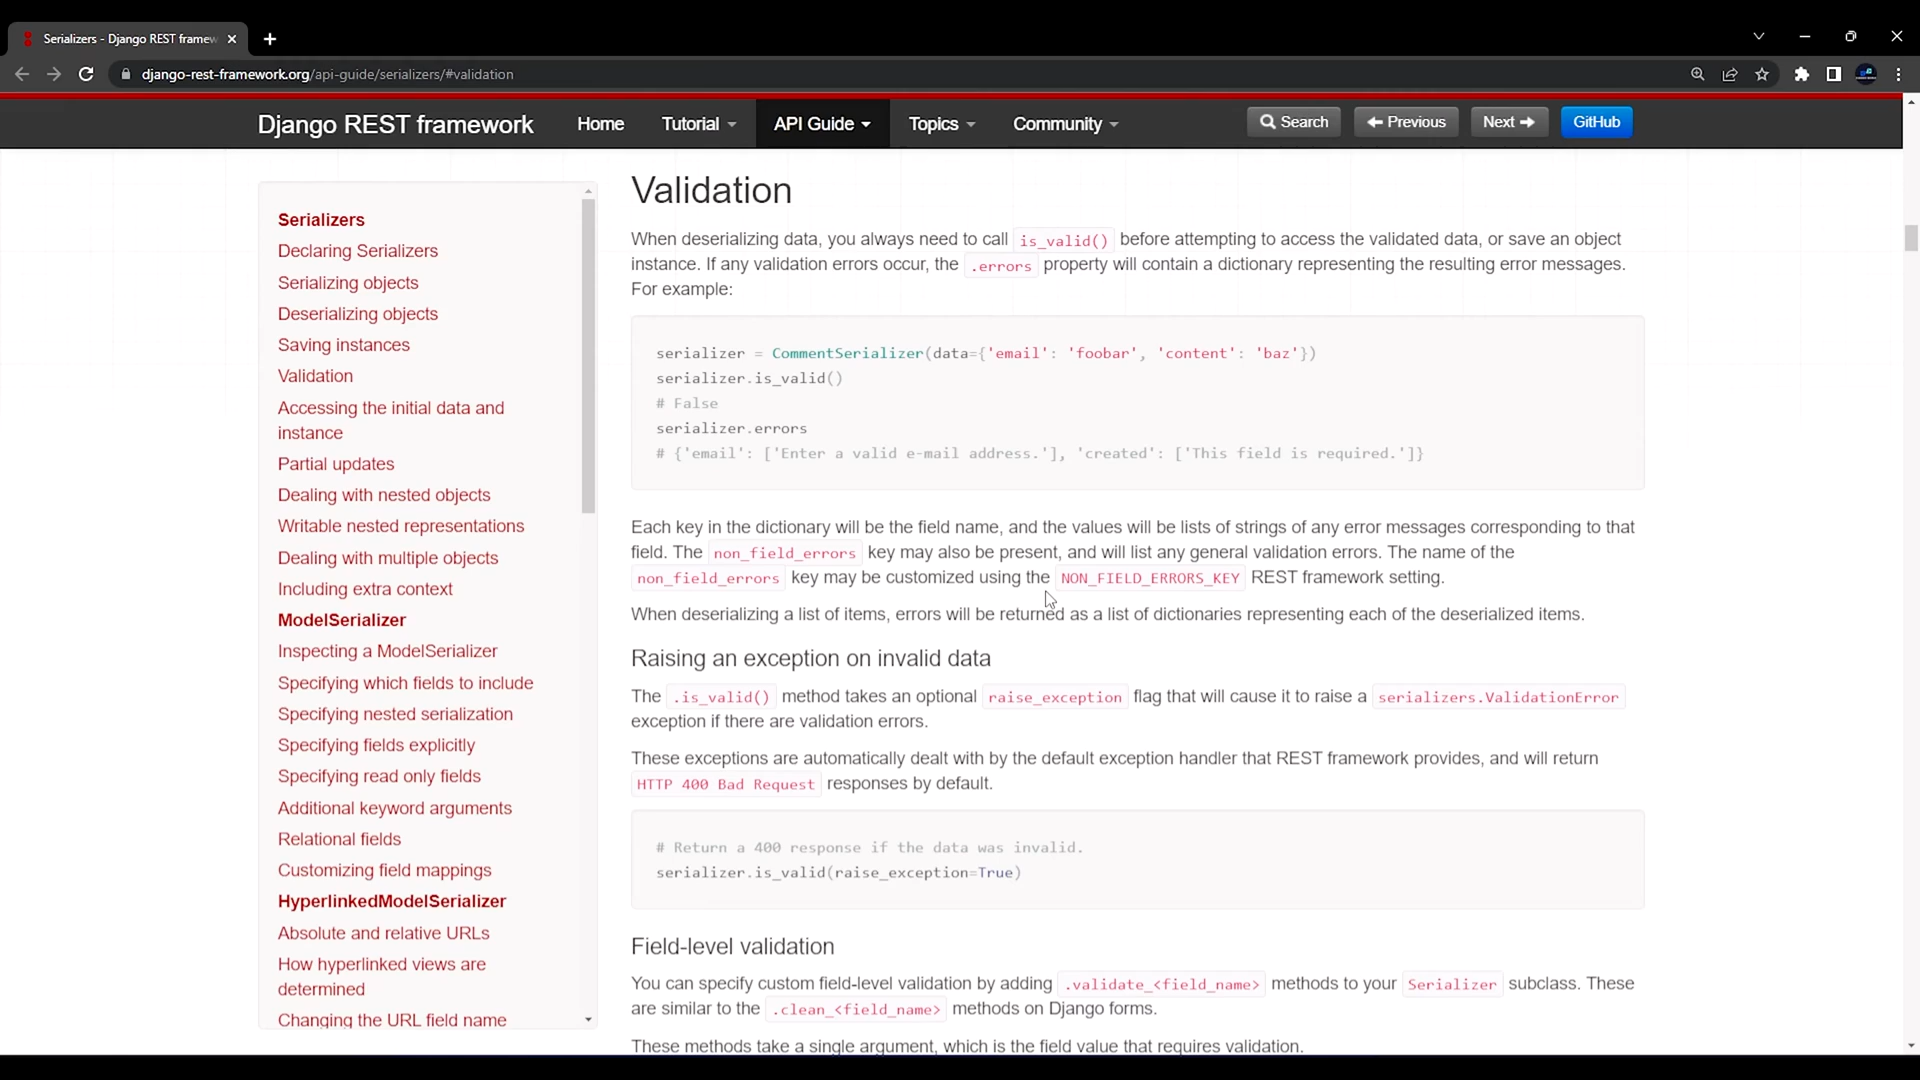 Serializers - Django REST framew
django-rest-framework.org/api-guide/serializers/#validation
Django REST framework
Home
Tutorial
API Guide
Topics
Community
Search
Previous
Next
GitHub
Serializers
Declaring Serializers
Serializing objects
Deserializing objects
Saving instances
Validation
Accessing the initial data and
instance
Partial updates
Dealing with nested objects
Writable nested representations
Dealing with multiple objects
Including extra context
ModelSerializer
Inspecting a ModelSerializer
Specifying which fields to include
Specifying nested serialization
Specifying fields explicitly
Specifying read only fields
Additional keyword arguments
Relational fields
Customizing field mappings
HyperlinkedModelSerializer
Absolute and relative URLs
How hyperlinked views are
determined
Changing the URL field name
Validation
When deserializing data, you always need to call is_valid() before attempting to access the validated data, or save an object
instance. If any validation errors occur, the .errors property will contain a dictionary representing the resulting error messages.
For example:
serializer = CommentSerializer(data={'email': 'foobar', 'content': 'baz'})
serializer.is_valid()
# False
serializer.errors
# {'email': ['Enter a valid e-mail address.'], 'created': ['This field is required.']}
Each key in the dictionary will be the field name, and the values will be lists of strings of any error messages corresponding to that
field. The non_field_errors key may also be present, and will list any general validation errors. The name of the
non_field_errors key may be customized using the NON_FIELD_ERRORS_KEY REST framework setting.
When deserializing a list of items, errors will be returned as a list of dictionaries representing each of the deserialized items.
Raising an exception on invalid data
The .is_valid() method takes an optional raise_exception flag that will cause it to raise a serializers.ValidationError
exception if there are validation errors.
These exceptions are automatically dealt with by the default exception handler that REST framework provides, and will return
HTTP 400 Bad Request responses by default.
# Return a 400 response if the data was invalid.
serializer.is_valid(raise_exception=True)
Field-level validation
You can specify custom field-level validation by adding .validate_<field_name> methods to your Serializer subclass. These
are similar to the .clean_<field_name> methods on Django forms.
These methods take a single argument, which is the field value that requires validation.